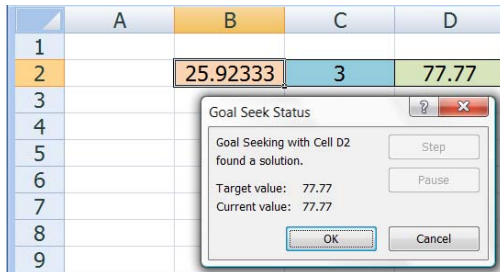 A B C D
1
2 25.92333 3 77.77
3
4
5
6
7
8
9
Goal Seek Status
Goal Seeking with Cell D2
found a solution.
Step
Target value: 77.77
Pause
Current value: 77.77
OK Cancel